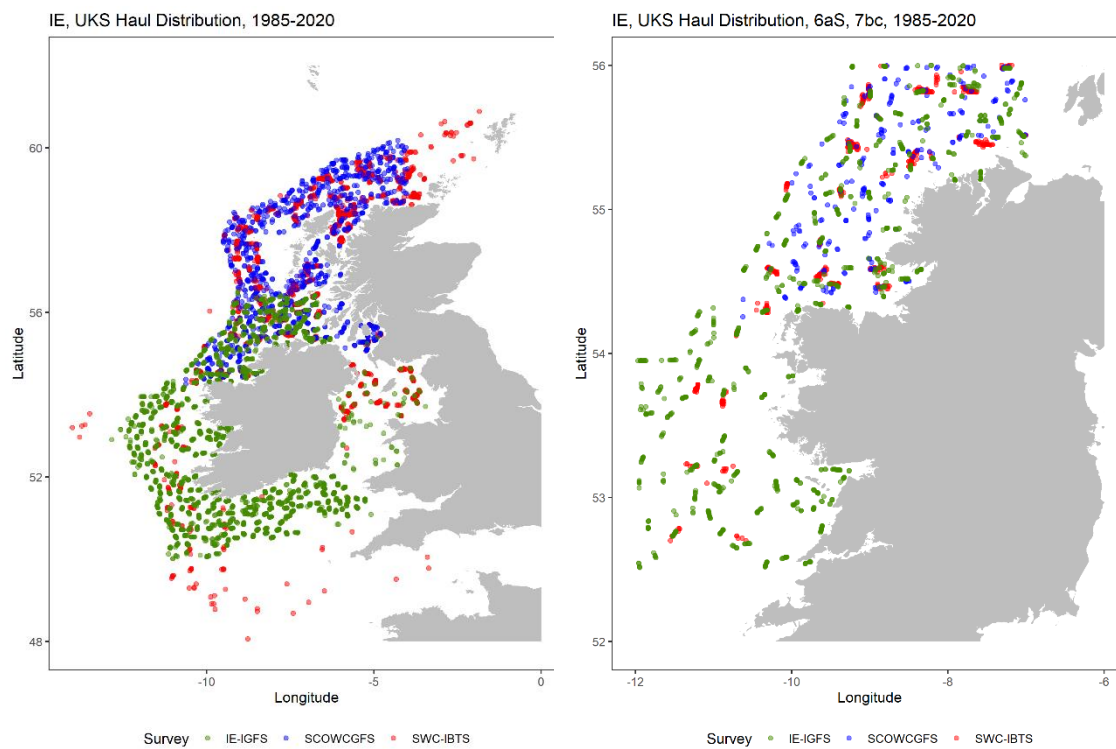 IE, UKS Haul Distribution, 1985-2020
60
56
52
48
Latitude
-10
-5
0
Longitude
Survey IE-IGFS SCOWCGFS SWC-IBTS
IE, UKS Haul Distribution, 6aS, 7bc, 1985-2020
56
55
54
53
52
Latitude
-12
-10
-8
-6
Longitude
Survey IE-IGFS SCOWCGFS SWC-IBTS